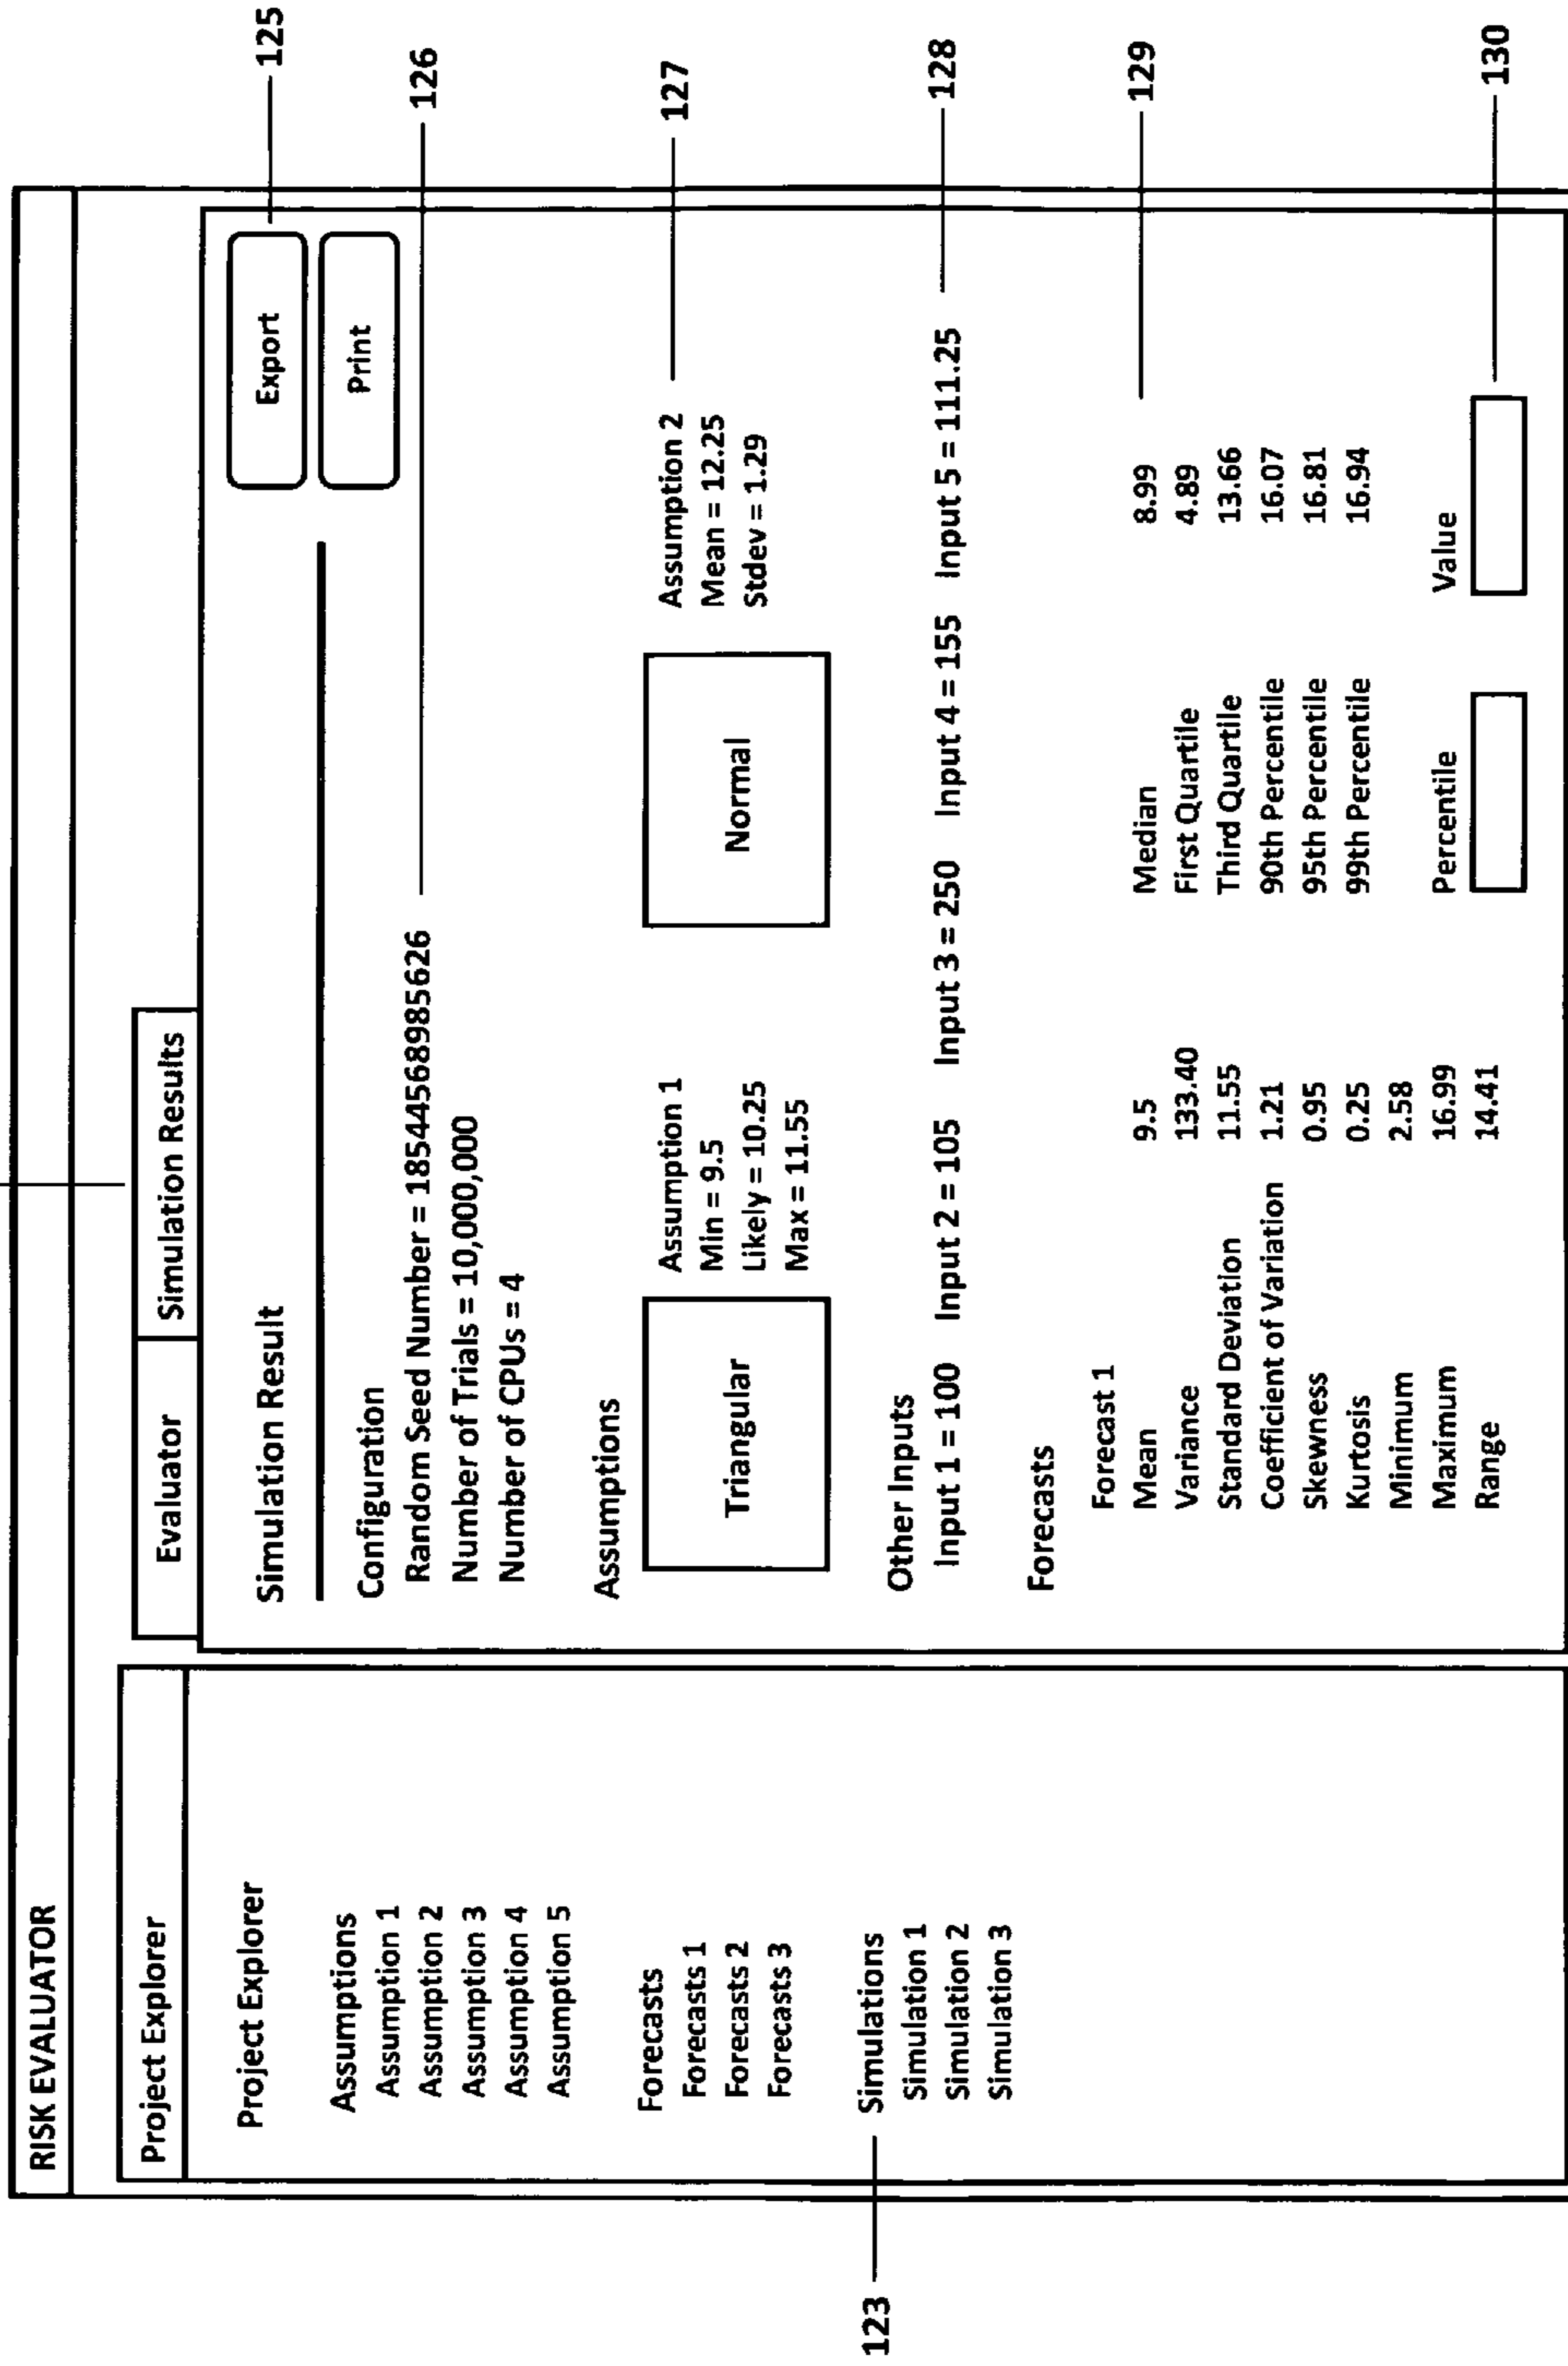 RISK EVALUATOR
Project Explorer
Project Explorer
Assumptions
Assumption 1
Assumption 2
Assumption 3
Assumption 4
Assumption 5
Forecasts
Forecasts 1
Forecasts 2
Forecasts 3
123
Simulations
Simulation 1
Simulation 2
Simulation 3
Evaluator Simulation Results
Simulation Result
Export 125
Print
Configuration
Random Seed Number = 1854456898985626 126
Number of Trials = 10,000,000
Number of CPUs = 4
Assumptions
Triangular
Assumption 1
Min = 9.5
Likely = 10.25
Max = 11.55
Normal
Assumption 2 127
Mean = 12.25
Stdev = 1.29
Other Inputs
Input 1 = 100 Input 2 = 105 Input 3 = 250 Input 4 = 155 Input 5 = 111.25 128
Forecasts
Forecast 1
Mean 9.5 Median 8.99 129
Variance 133.40 First Quartile 4.89
Standard Deviation 11.55 Third Quartile 13.66
Coefficient of Variation 1.21 90th Percentile 16.07
Skewness 0.95 95th Percentile 16.81
Kurtosis 0.25 99th Percentile 16.94
Minimum 2.58
Maximum 16.99 Percentile Value
Range 14.41 130